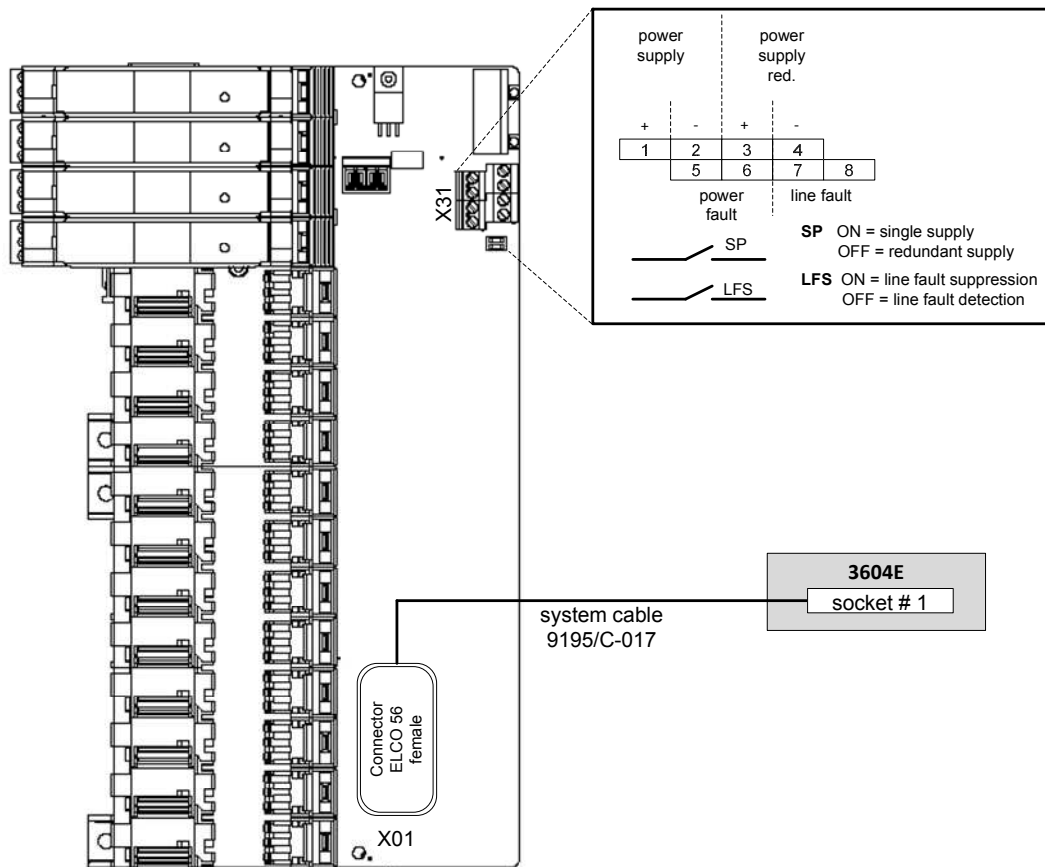 power
supply
power
supply
red.
+ - + -
1 2 3 4
5 6 7 8
power
fault
line fault
SP
LFS
SP ON = single supply
OFF = redundant supply
LFS ON = line fault suppression
OFF = line fault detection
X31
3604E
socket # 1
system cable
9195/C-017
Connector
ELCO 56
female
X01